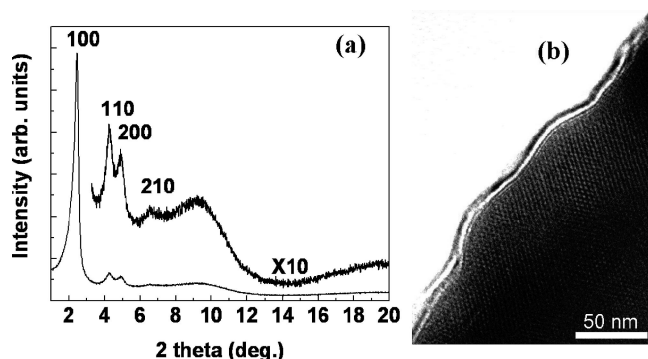 (a)
100
110
200
210
X10
Intensity (arb. units)
2 4 6 8 10 12 14 16 18 20
2 theta (deg.)
(b)
50 nm